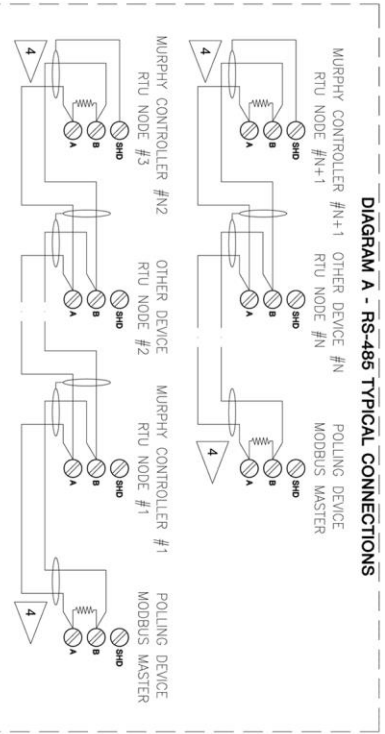 DIAGRAM A - RS-485 TYPICAL CONNECTIONS
MURPHY CONTROLLER #N+1
RTU NODE #N+1
OTHER DEVICE #N
RTU NODE #N
POLLING DEVICE
MODBUS MASTER
SHD
B
A
4
SHD
B
A
SHD
B
A
4
MURPHY CONTROLLER #N2
RTU NODE #3
OTHER DEVICE
RTU NODE #2
MURPHY CONTROLLER #1
RTU NODE #1
POLLING DEVICE
MODBUS MASTER
SHD
B
A
4
SHD
B
A
SHD
B
A
SHD
B
A
4